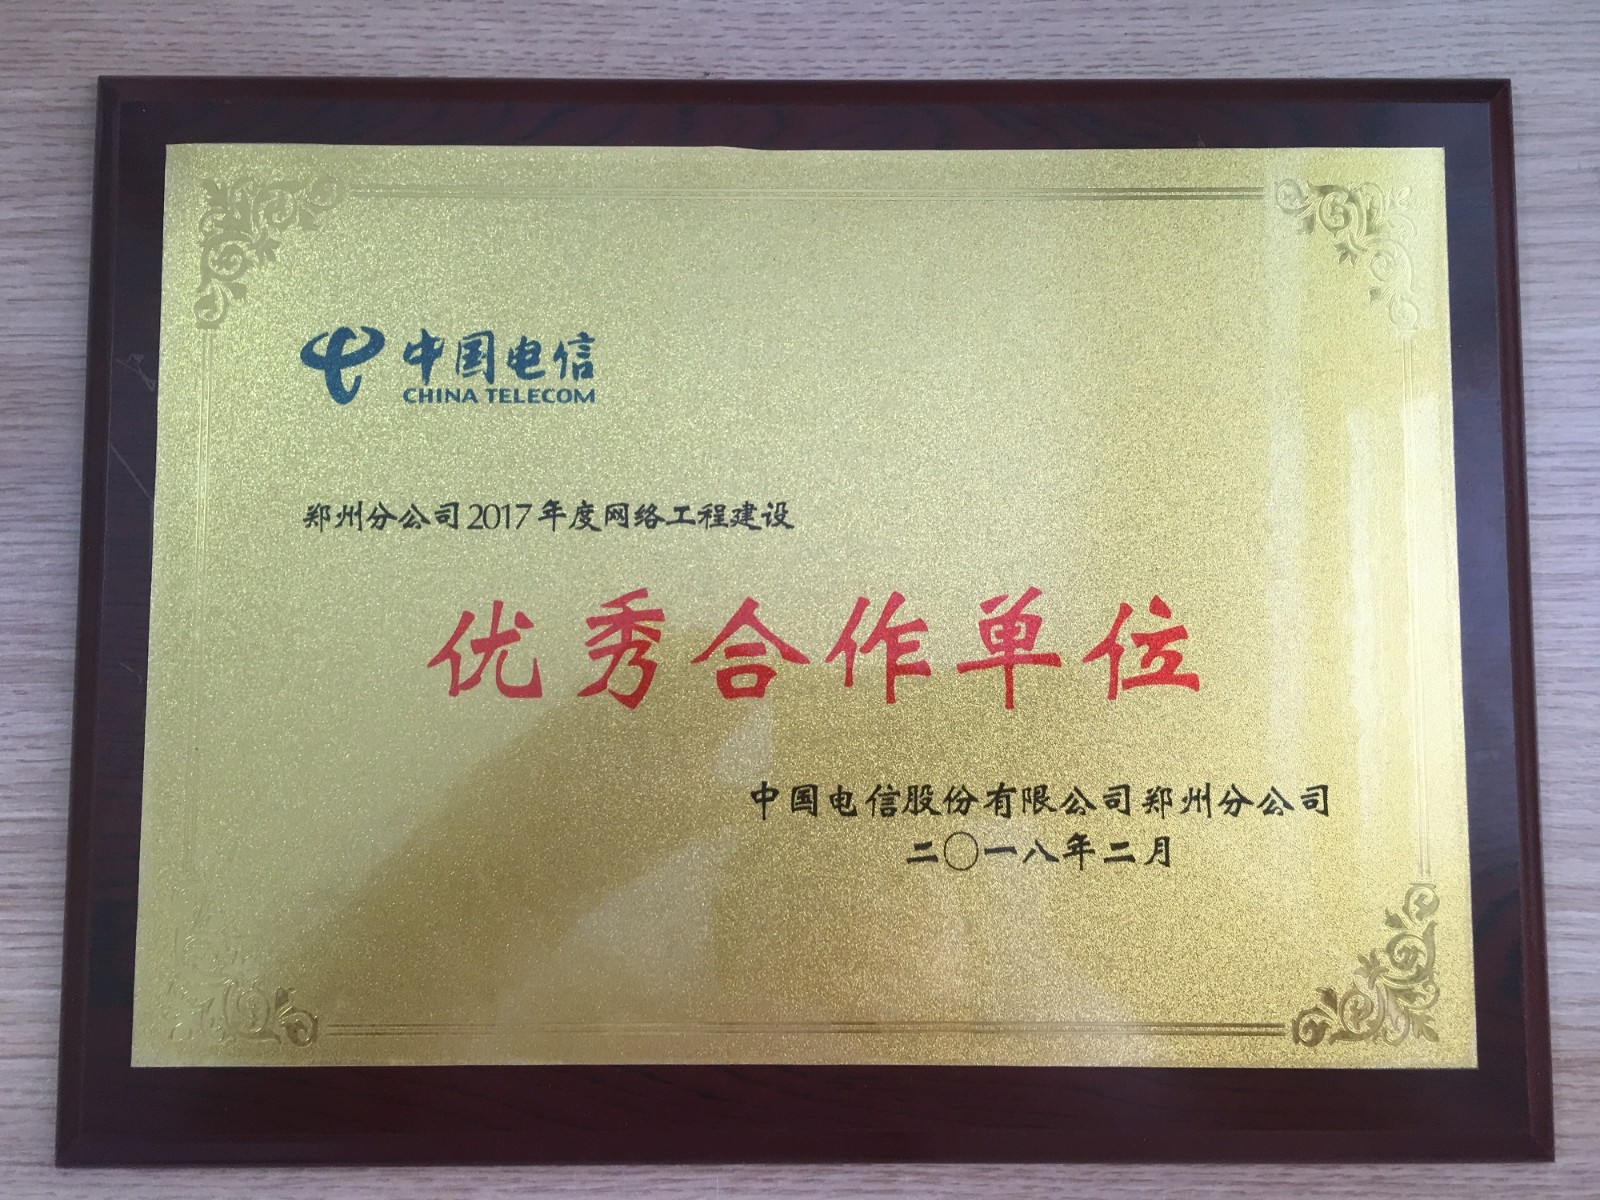 中国电信
CHINA TELECOM
郑州分公司2017年度网络工程建设
优秀合作单位
中国电信股份有限公司郑州分公司
二〇一八年二月